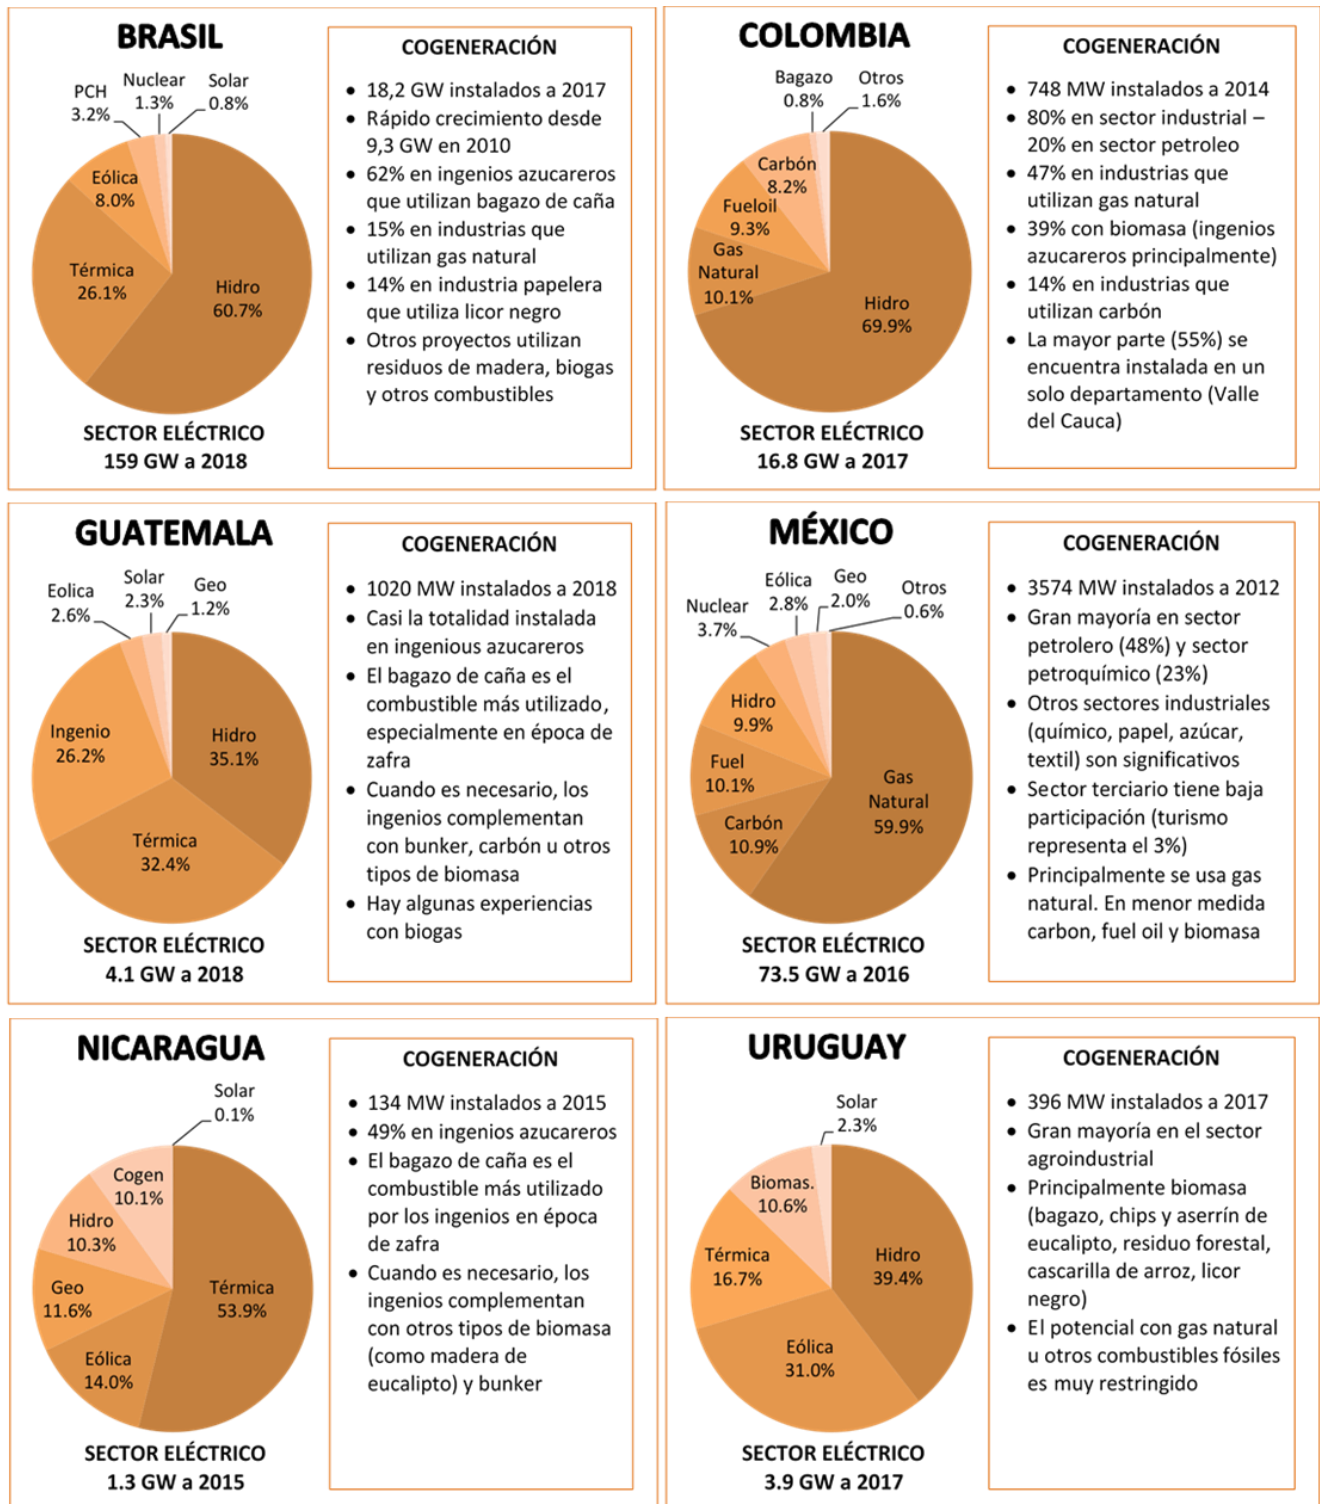 BRASIL
PCH
3.2%
Nuclear
1.3%
Solar
0.8%
Eólica
8.0%
Térmica
26.1%
Hidro
60.7%
SECTOR ELÉCTRICO
159 GW a 2018
COGENERACIÓN
• 18,2 GW instalados a 2017
• Rápido crecimiento desde
9,3 GW en 2010
• 62% en ingenios azucareros
que utilizan bagazo de caña
• 15% en industrias que
utilizan gas natural
• 14% en industria papelera
que utiliza licor negro
• Otros proyectos utilizan
residuos de madera, biogas
y otros combustibles
COLOMBIA
Bagazo
0.8%
Otros
1.6%
Carbón
8.2%
Fueloil
9.3%
Gas
Natural
10.1%
Hidro
69.9%
SECTOR ELÉCTRICO
16.8 GW a 2017
COGENERACIÓN
• 748 MW instalados a 2014
• 80% en sector industrial –
20% en sector petroleo
• 47% en industrias que
utilizan gas natural
• 39% con biomasa (ingenios
azucareros principalmente)
• 14% en industrias que
utilizan carbón
• La mayor parte (55%) se
encuentra instalada en un
solo departamento (Valle
del Cauca)
GUATEMALA
Eolica
2.6%
Solar
2.3%
Geo
1.2%
Ingenio
26.2%
Hidro
35.1%
Térmica
32.4%
SECTOR ELÉCTRICO
4.1 GW a 2018
COGENERACIÓN
• 1020 MW instalados a 2018
• Casi la totalidad instalada
en ingenious azucareros
• El bagazo de caña es el
combustible más utilizado,
especialmente en época de
zafra
• Cuando es necesario, los
ingenios complementan
con bunker, carbón u otros
tipos de biomasa
• Hay algunas experiencias
con biogas
MÉXICO
Nuclear
3.7%
Eólica
2.8%
Geo
2.0%
Otros
0.6%
Hidro
9.9%
Fuel
10.1%
Carbón
10.9%
Gas
Natural
59.9%
SECTOR ELÉCTRICO
73.5 GW a 2016
COGENERACIÓN
• 3574 MW instalados a 2012
• Gran mayoría en sector
petrolero (48%) y sector
petroquímico (23%)
• Otros sectores industriales
(químico, papel, azúcar,
textil) son significativos
• Sector terciario tiene baja
participación (turismo
representa el 3%)
• Principalmente se usa gas
natural. En menor medida
carbon, fuel oil y biomasa
NICARAGUA
Solar
0.1%
Cogen
10.1%
Hidro
10.3%
Geo
11.6%
Eólica
14.0%
Térmica
53.9%
SECTOR ELÉCTRICO
1.3 GW a 2015
COGENERACIÓN
• 134 MW instalados a 2015
• 49% en ingenios azucareros
• El bagazo de caña es el
combustible más utilizado
por los ingenios en época
de zafra
• Cuando es necesario, los
ingenios complementan
con otros tipos de biomasa
(como madera de
eucalipto) y bunker
URUGUAY
Solar
2.3%
Biomas.
10.6%
Térmica
16.7%
Hidro
39.4%
Eólica
31.0%
SECTOR ELÉCTRICO
3.9 GW a 2017
COGENERACIÓN
• 396 MW instalados a 2017
• Gran mayoría en el sector
agroindustrial
• Principalmente biomasa
(bagazo, chips y aserrín de
eucalipto, residuo forestal,
cascarilla de arroz, licor
negro)
• El potencial con gas natural
u otros combustibles fósiles
es muy restringido